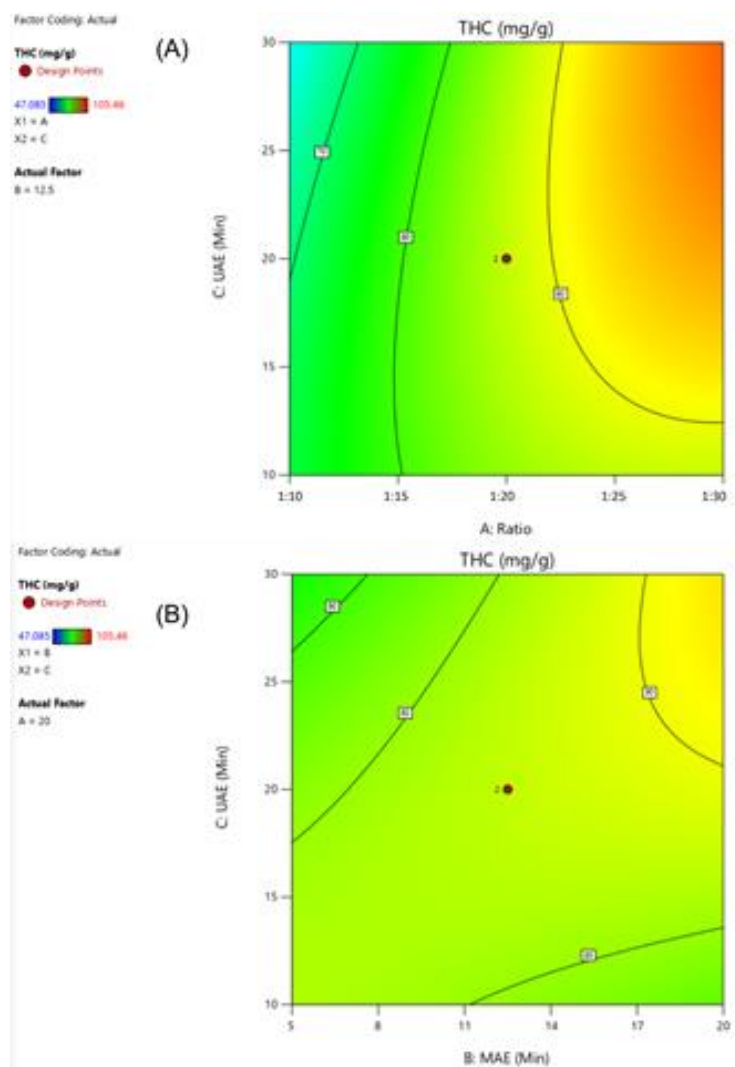 Factor Coding: Actual
THC (mg/g)
Design Points
47.085 105.46
X1 = A
X2 = C
Actual Factor
B = 12.5
(A)
THC (mg/g)
30
25
20
15
10
C: UAE (Min)
1:10 1:15 1:20 1:25 1:30
A: Ratio
Factor Coding: Actual
THC (mg/g)
Design Points
47.085 105.46
X1 = B
X2 = C
Actual Factor
A = 20
(B)
THC (mg/g)
30
25
20
15
10
C: UAE (Min)
5 8 11 14 17 20
B: MAE (Min)